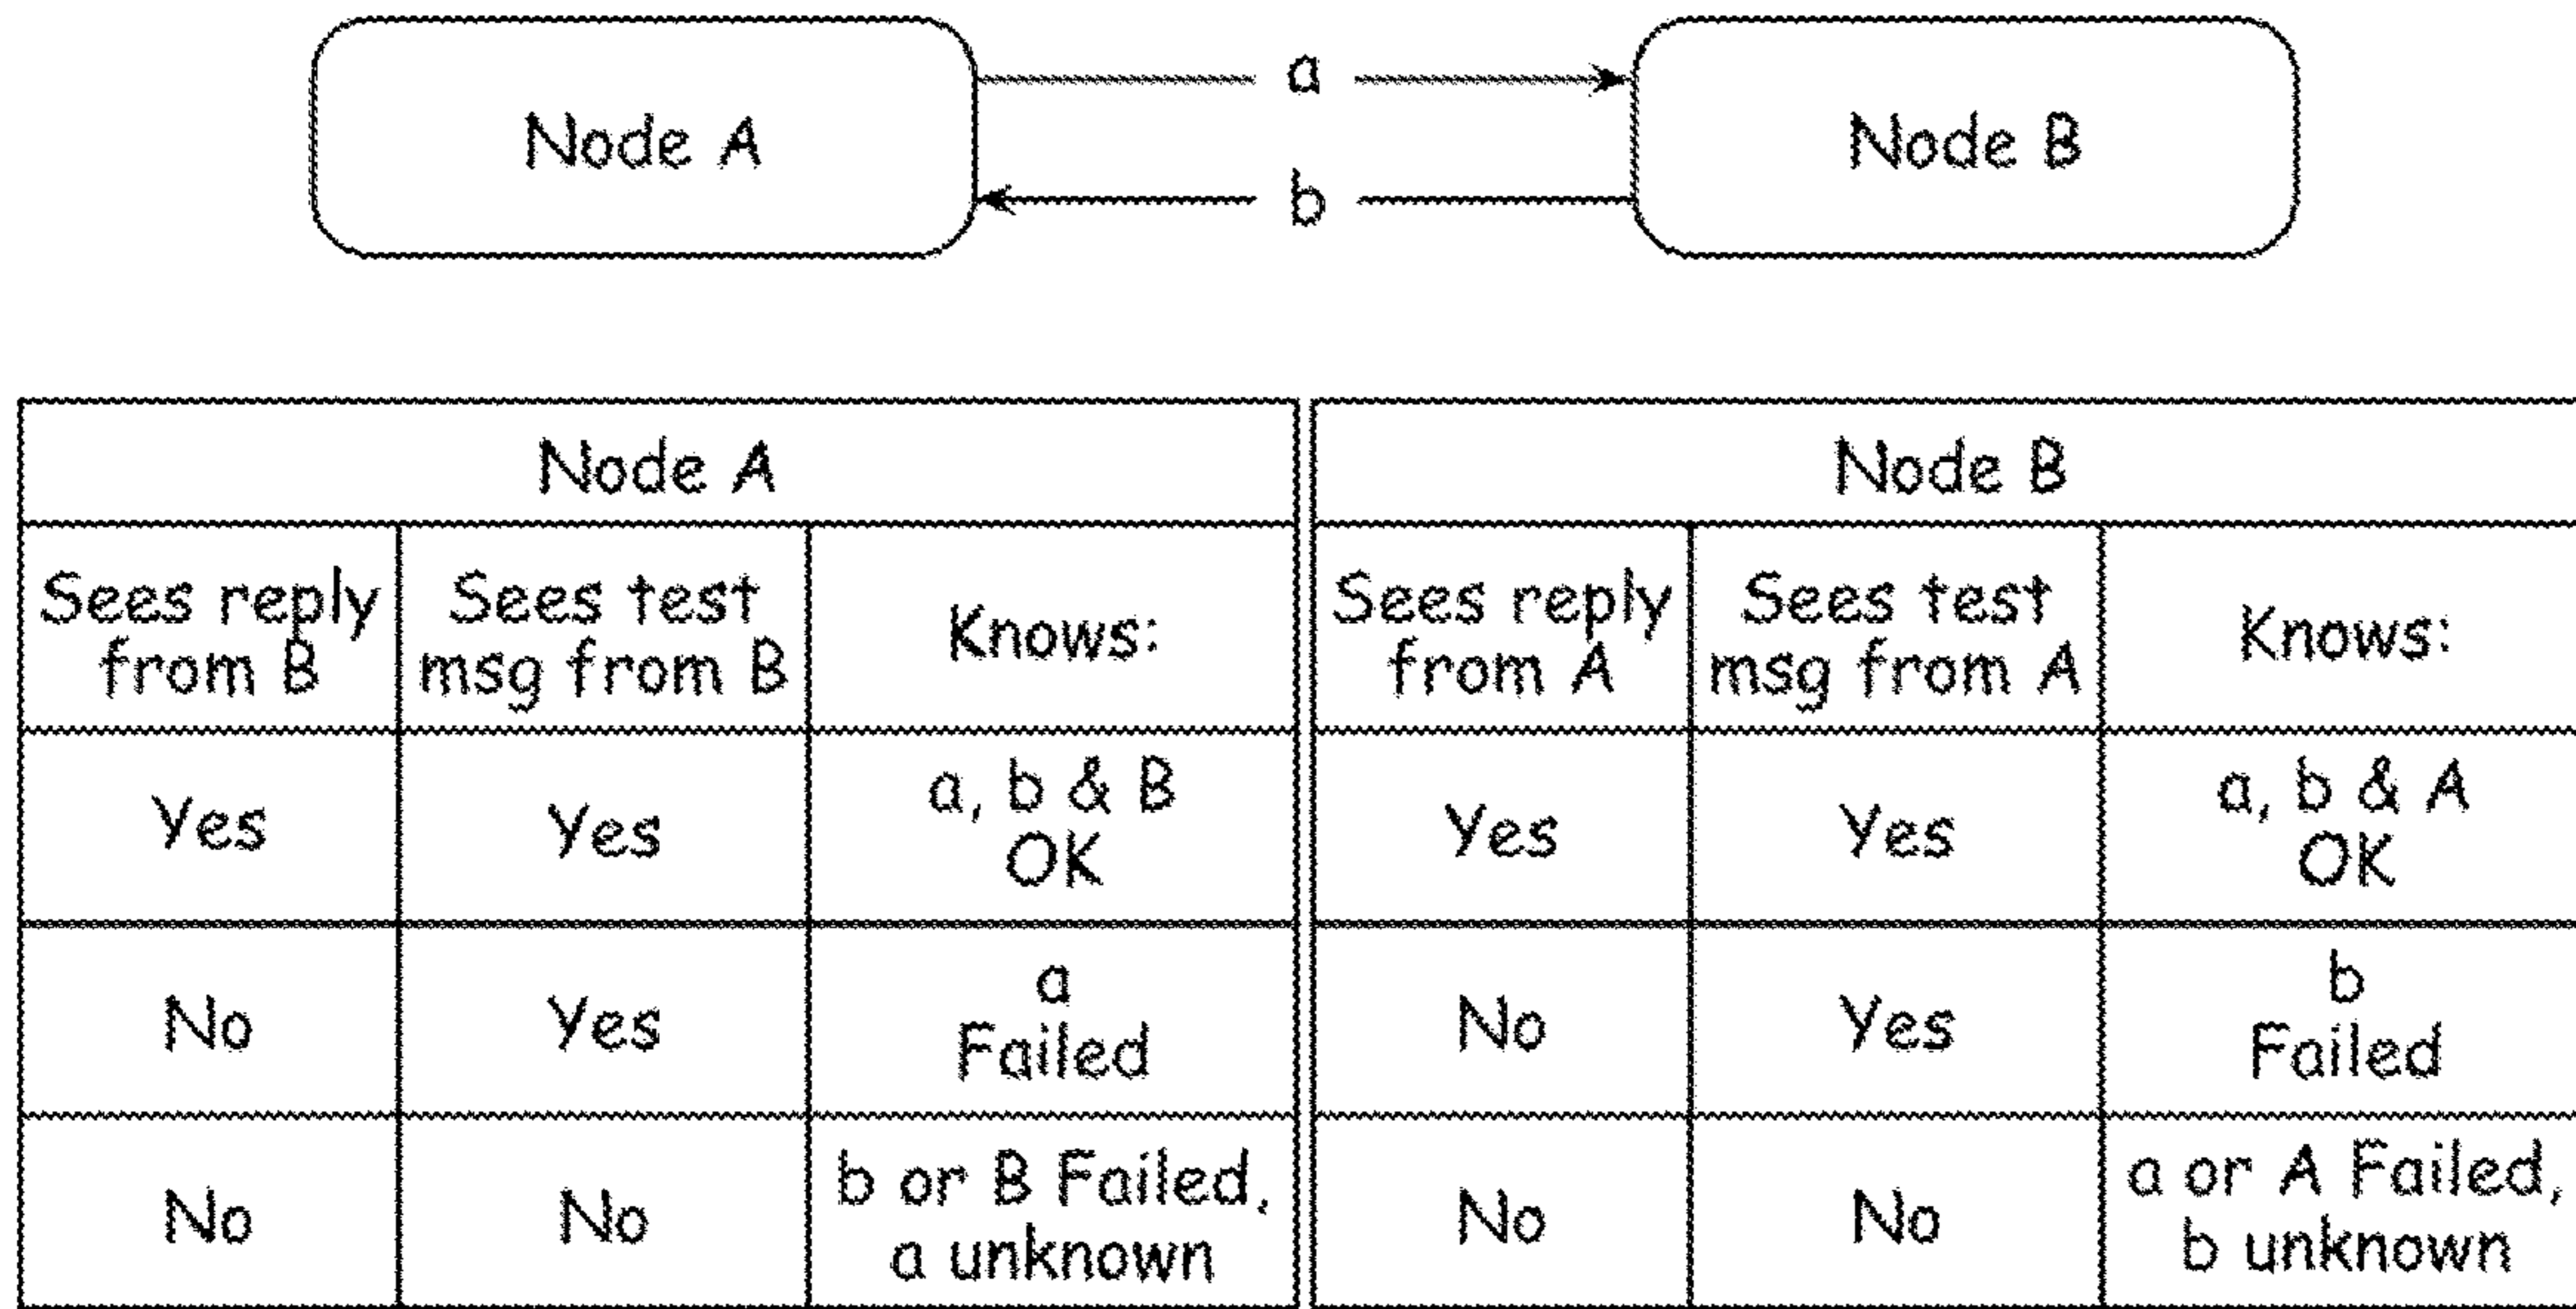 Node A
a
Node B
b
Node A
Node B
Sees reply
from B
Sees test
msg from B
Knows:
Sees reply
from A
Sees test
msg from A
Knows:
Yes
Yes
a, b & B
OK
Yes
Yes
a, b & A
OK
No
Yes
a
Failed
No
Yes
b
Failed
No
No
b or B Failed,
a unknown
No
No
a or A Failed,
b unknown